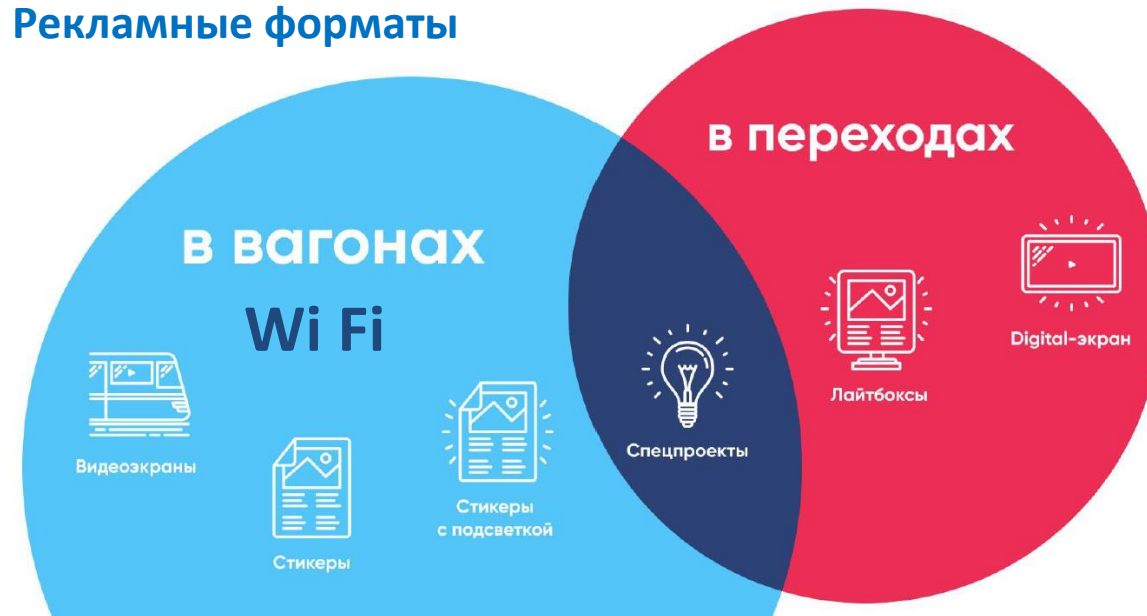 Рекламные форматы
в переходах
в вагонах
Wi Fi
Digital-экран
Лайтбоксы
Спецпроекты
Видеоэкраны
Стикеры
с подсветкой
Стикеры